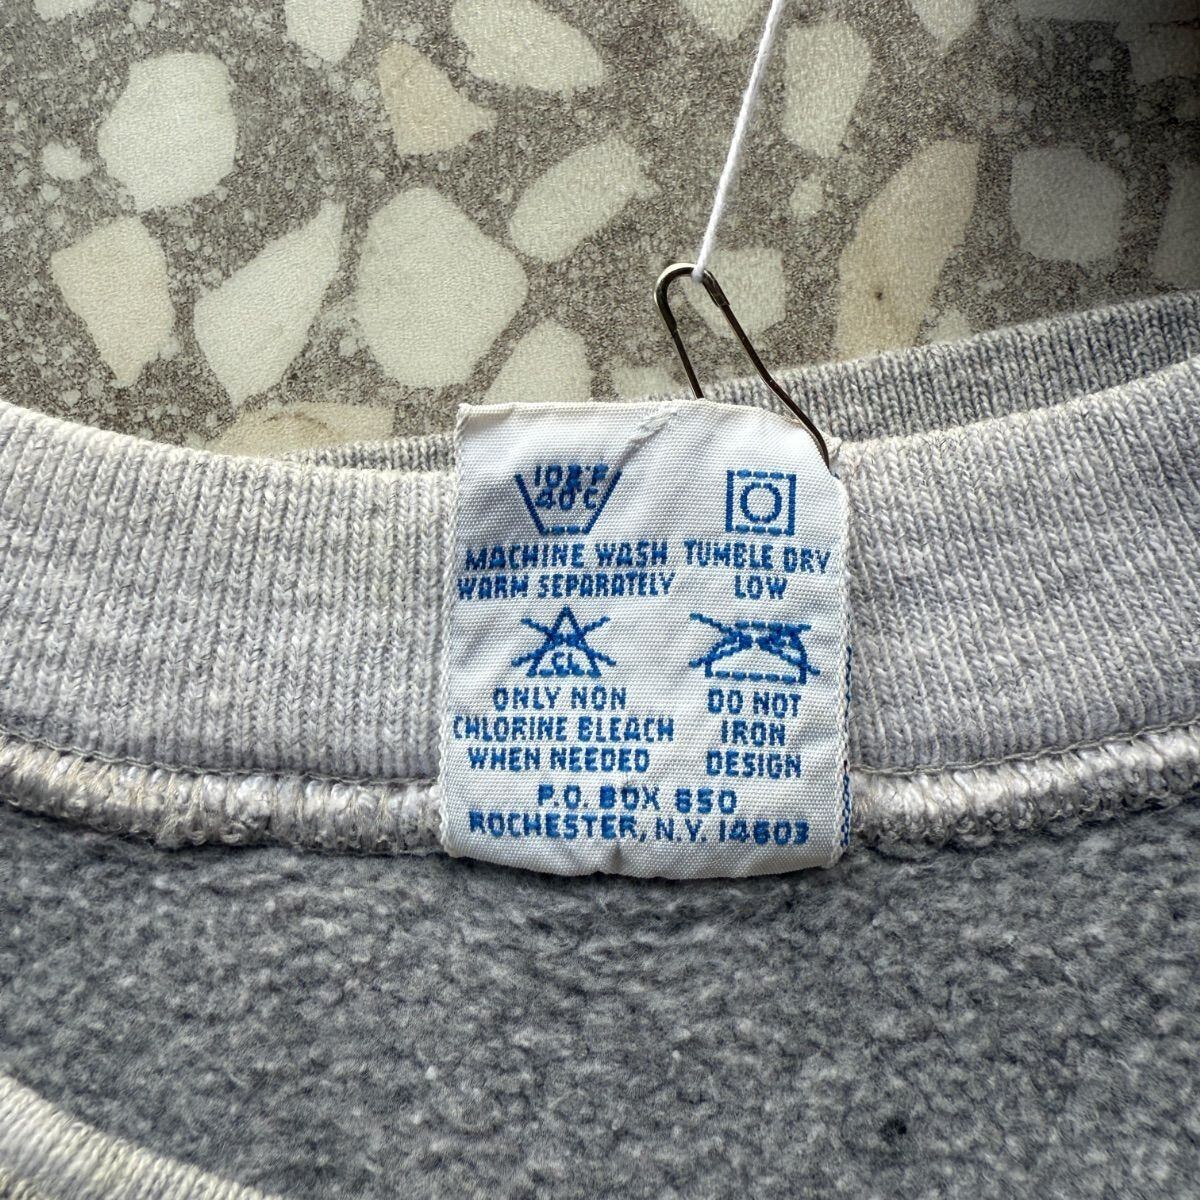 102°F
40°C
MACHINE WASH
WARM SEPARATELY
TUMBLE DRY
LOW
CL
ONLY NON
CHLORINE BLEACH
WHEN NEEDED
DO NOT
IRON
DESIGN
P.O. BOX 850
ROCHESTER, N.Y. 14603